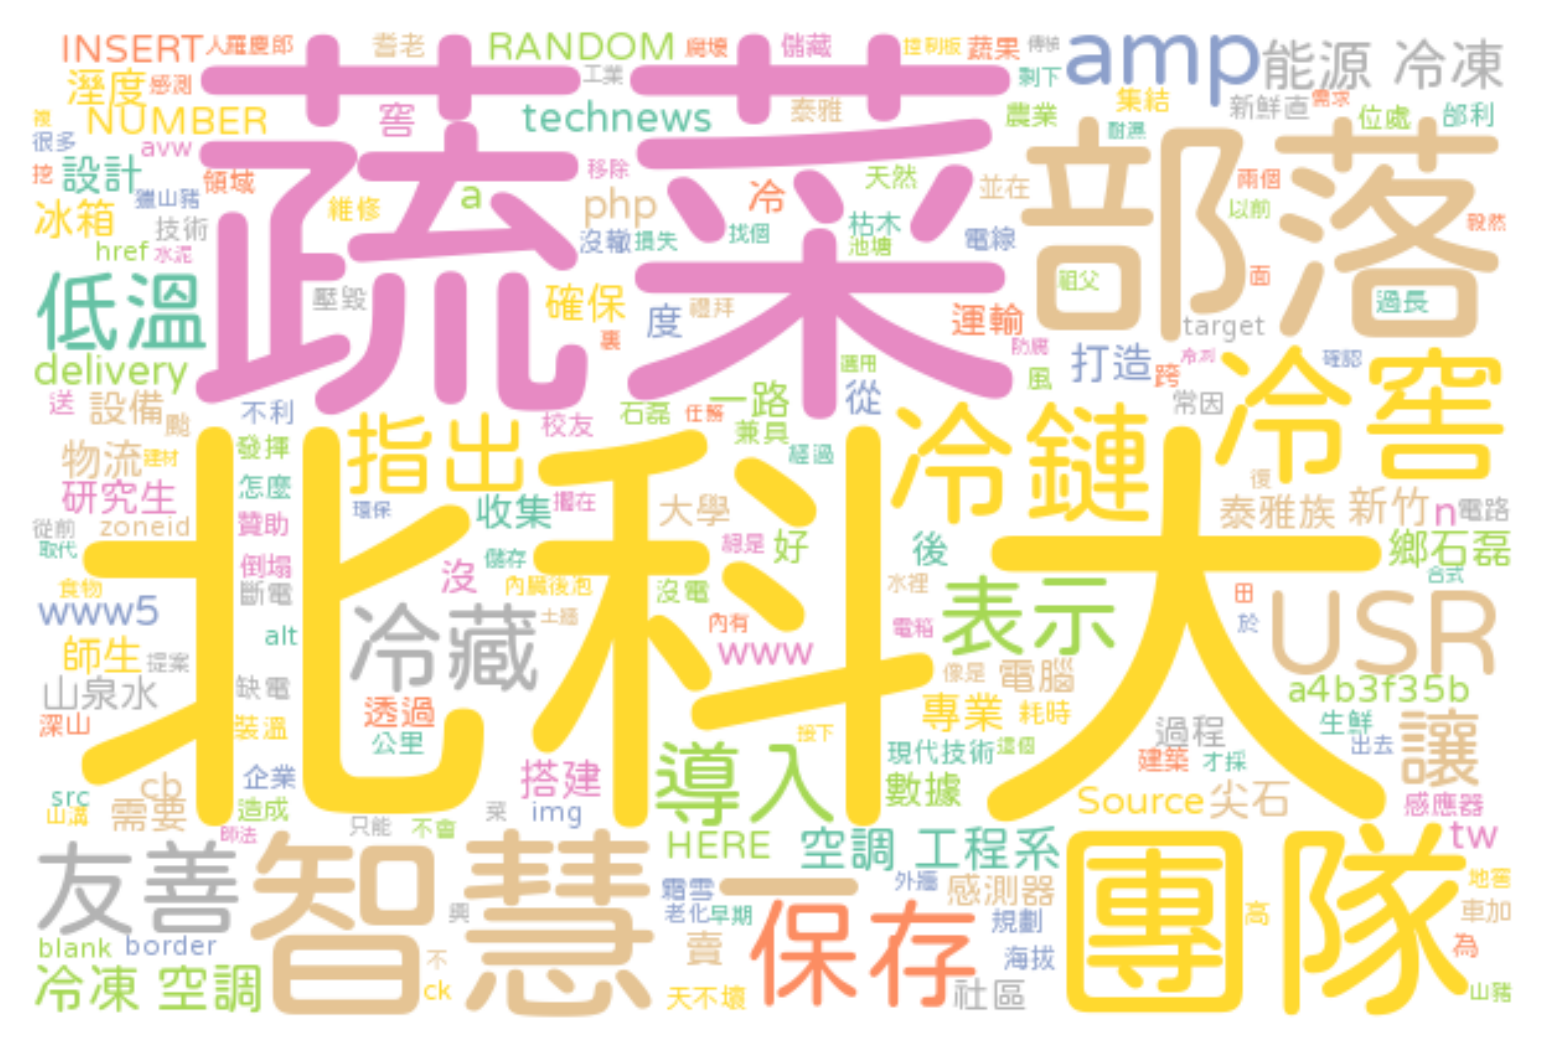 INSERT 人羅慶郎 耆老 RANDOM 腐壞 儲藏 控制板 蔬果 傳統 amp 能源 冷凍
溼度 感測 工業 剩下
NUMBER 窖 technews 泰雅 農業 集結 新鮮直 需求 位處 部利
很多 avw 蔬菜 移除 耐濕 部落
挖 設計 領域 a 冷 天然 並在 兩個
獵山豬 php
冰箱 技術 維修 枯木 以前 毅然
沒轍 損失 找個 池塘 電線
href 水泥
低溫 壓毀 確保 祖父 面 過長
度 禮拜 運輸 target
裏 防腐
delivery 運用 打造 跨 冷冽 確認
風 冷窖
送 設備 一路 從 常因
颱 不利 石磊 任務
指出 校友 兼具 冷鏈
物流 建材 發揮 經過
研究生 怎麼 復
環保 收集 擺在 大學 泰雅族 新竹 n 電路
從前 zoneid 贊助
取代 總是 好 後 鄉石磊
倒塌 沒 儲存 合式
食物 斷電 內臟後泡 沒電 水裡 田
北科大
www5 冷藏 土牆 表示 USR
alt 內有 電箱 於
師生 提案 www
山泉水 缺電 像是 電腦 a4b3f35b
深山 裝溫 透過 專業 耗時 生鮮 讓
公里 接下 過程 出去
現代技術 這個 建築 才採
企業 搭建 導入
src cb 數據 Source 尖石 感應器
山溝 需要 造成 菜 img
師法 只能 不會 HERE 空調 工程系 tw
友善 智慧 霜雪 一 外牆 感測器 團隊 地窖
興 老化 早期 規劃 高 車加
blank border 不 賣 保存 海拔 為
冷凍 空調 ck 天不壞 社區 山豬